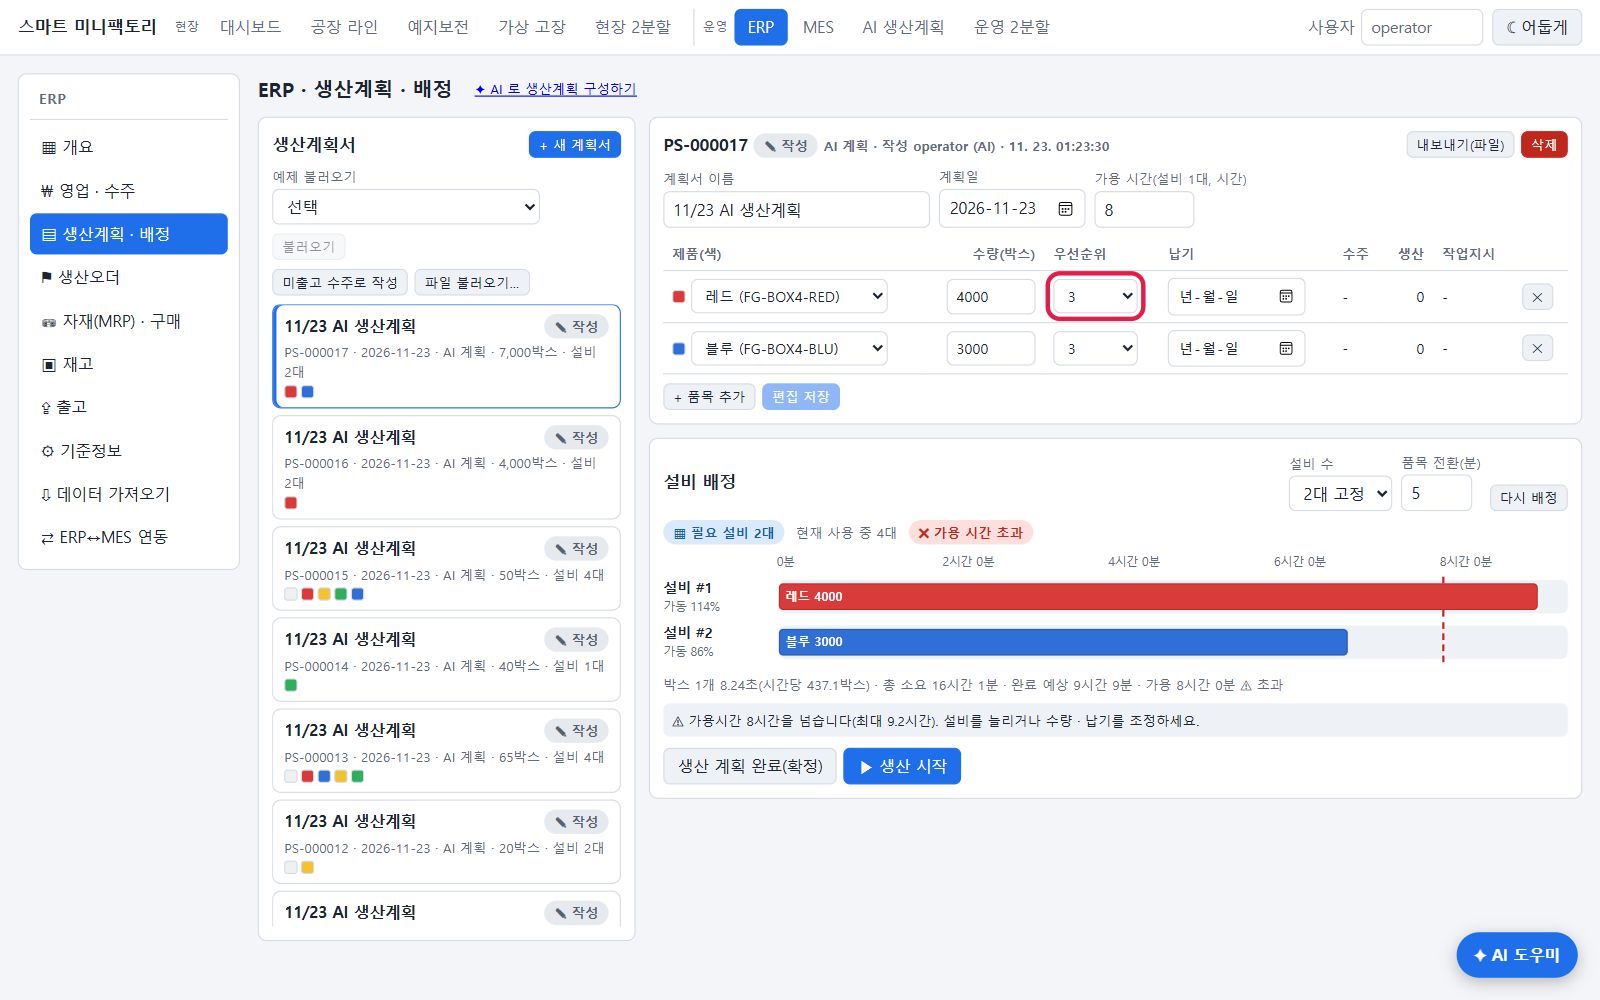 스마트 미니팩토리 현장 대시보드 공장 라인 예지보전 가상 고장 현장 2분할 운영 ERP MES AI 생산계획 운영 2분할 사용자 operator ☾ 어둡게
ERP
▦ 개요
₩ 영업 · 수주
▤ 생산계획 · 배정
⚑ 생산오더
자재(MRP) · 구매
▣ 재고
⇪ 출고
⚙ 기준정보
⇩ 데이터 가져오기
⇄ ERP↔MES 연동
ERP · 생산계획 · 배정 ✦ AI 로 생산계획 구성하기
생산계획서 + 새 계획서
예제 불러오기
선택
불러오기
미출고 수주로 작성 파일 불러오기...
11/23 AI 생산계획 ✎ 작성
PS-000017 · 2026-11-23 · AI 계획 · 7,000박스 · 설비
2대
11/23 AI 생산계획 ✎ 작성
PS-000016 · 2026-11-23 · AI 계획 · 4,000박스 · 설비
2대
11/23 AI 생산계획 ✎ 작성
PS-000015 · 2026-11-23 · AI 계획 · 50박스 · 설비 4대
11/23 AI 생산계획 ✎ 작성
PS-000014 · 2026-11-23 · AI 계획 · 40박스 · 설비 1대
11/23 AI 생산계획 ✎ 작성
PS-000013 · 2026-11-23 · AI 계획 · 65박스 · 설비 4대
11/23 AI 생산계획 ✎ 작성
PS-000012 · 2026-11-23 · AI 계획 · 20박스 · 설비 2대
11/23 AI 생산계획 ✎ 작성
PS-000017 ✎ 작성 AI 계획 · 작성 operator (AI) · 11. 23. 01:23:30 내보내기(파일) 삭제
계획서 이름 계획일 가용 시간(설비 1대, 시간)
11/23 AI 생산계획 2026-11-23 8
제품(색) 수량(박스) 우선순위 납기 수주 생산 작업지시
레드 (FG-BOX4-RED) 4000 3 년-월-일 - 0 - ×
블루 (FG-BOX4-BLU) 3000 3 년-월-일 - 0 - ×
+ 품목 추가 편집 저장
설비 배정 설비 수 2대 고정 품목 전환(분) 5 다시 배정
▦ 필요 설비 2대 현재 사용 중 4대 ✕ 가용 시간 초과
0분 2시간 0분 4시간 0분 6시간 0분 8시간 0분
설비 #1 레드 4000
가동 114%
설비 #2 블루 3000
가동 86%
박스 1개 8.24초(시간당 437.1박스) · 총 소요 16시간 1분 · 완료 예상 9시간 9분 · 가용 8시간 0분 ⚠ 초과
⚠ 가용시간 8시간을 넘습니다(최대 9.2시간). 설비를 늘리거나 수량 · 납기를 조정하세요.
생산 계획 완료(확정) ▶ 생산 시작
✦ AI 도우미